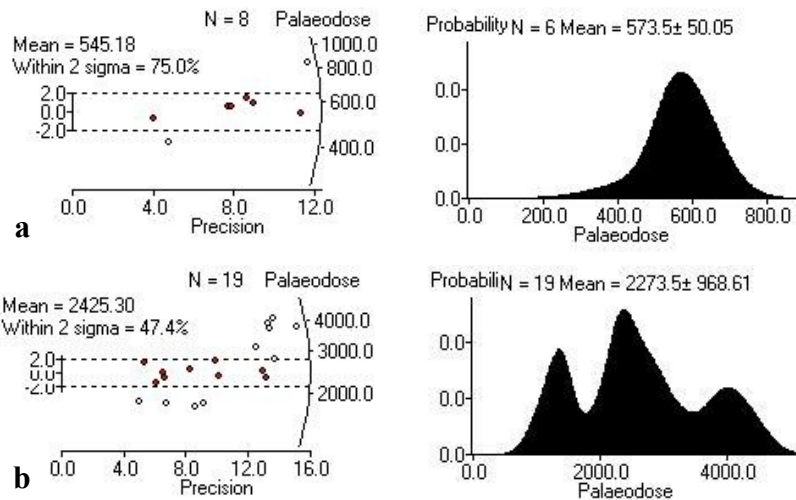 N = 8 Palaeodose
Mean = 545.18
Within 2 sigma = 75.0%
1000.0
800.0
600.0
400.0
2.0
0.0
-2.0
0.0 4.0 8.0 12.0
Precision
a
Probability N = 6 Mean = 573.5± 50.05
0.0
0.0
0.0
0.0 200.0 400.0 600.0 800.0
Palaeodose
N = 19 Palaeodose
Mean = 2425.30
Within 2 sigma = 47.4%
4000.0
3000.0
2000.0
2.0
0.0
-2.0
0.0 4.0 8.0 12.0 16.0
Precision
b
ProbabiliN = 19 Mean = 2273.5± 968.61
0.0
0.0
0.0
0.0 2000.0 4000.0
Palaeodose